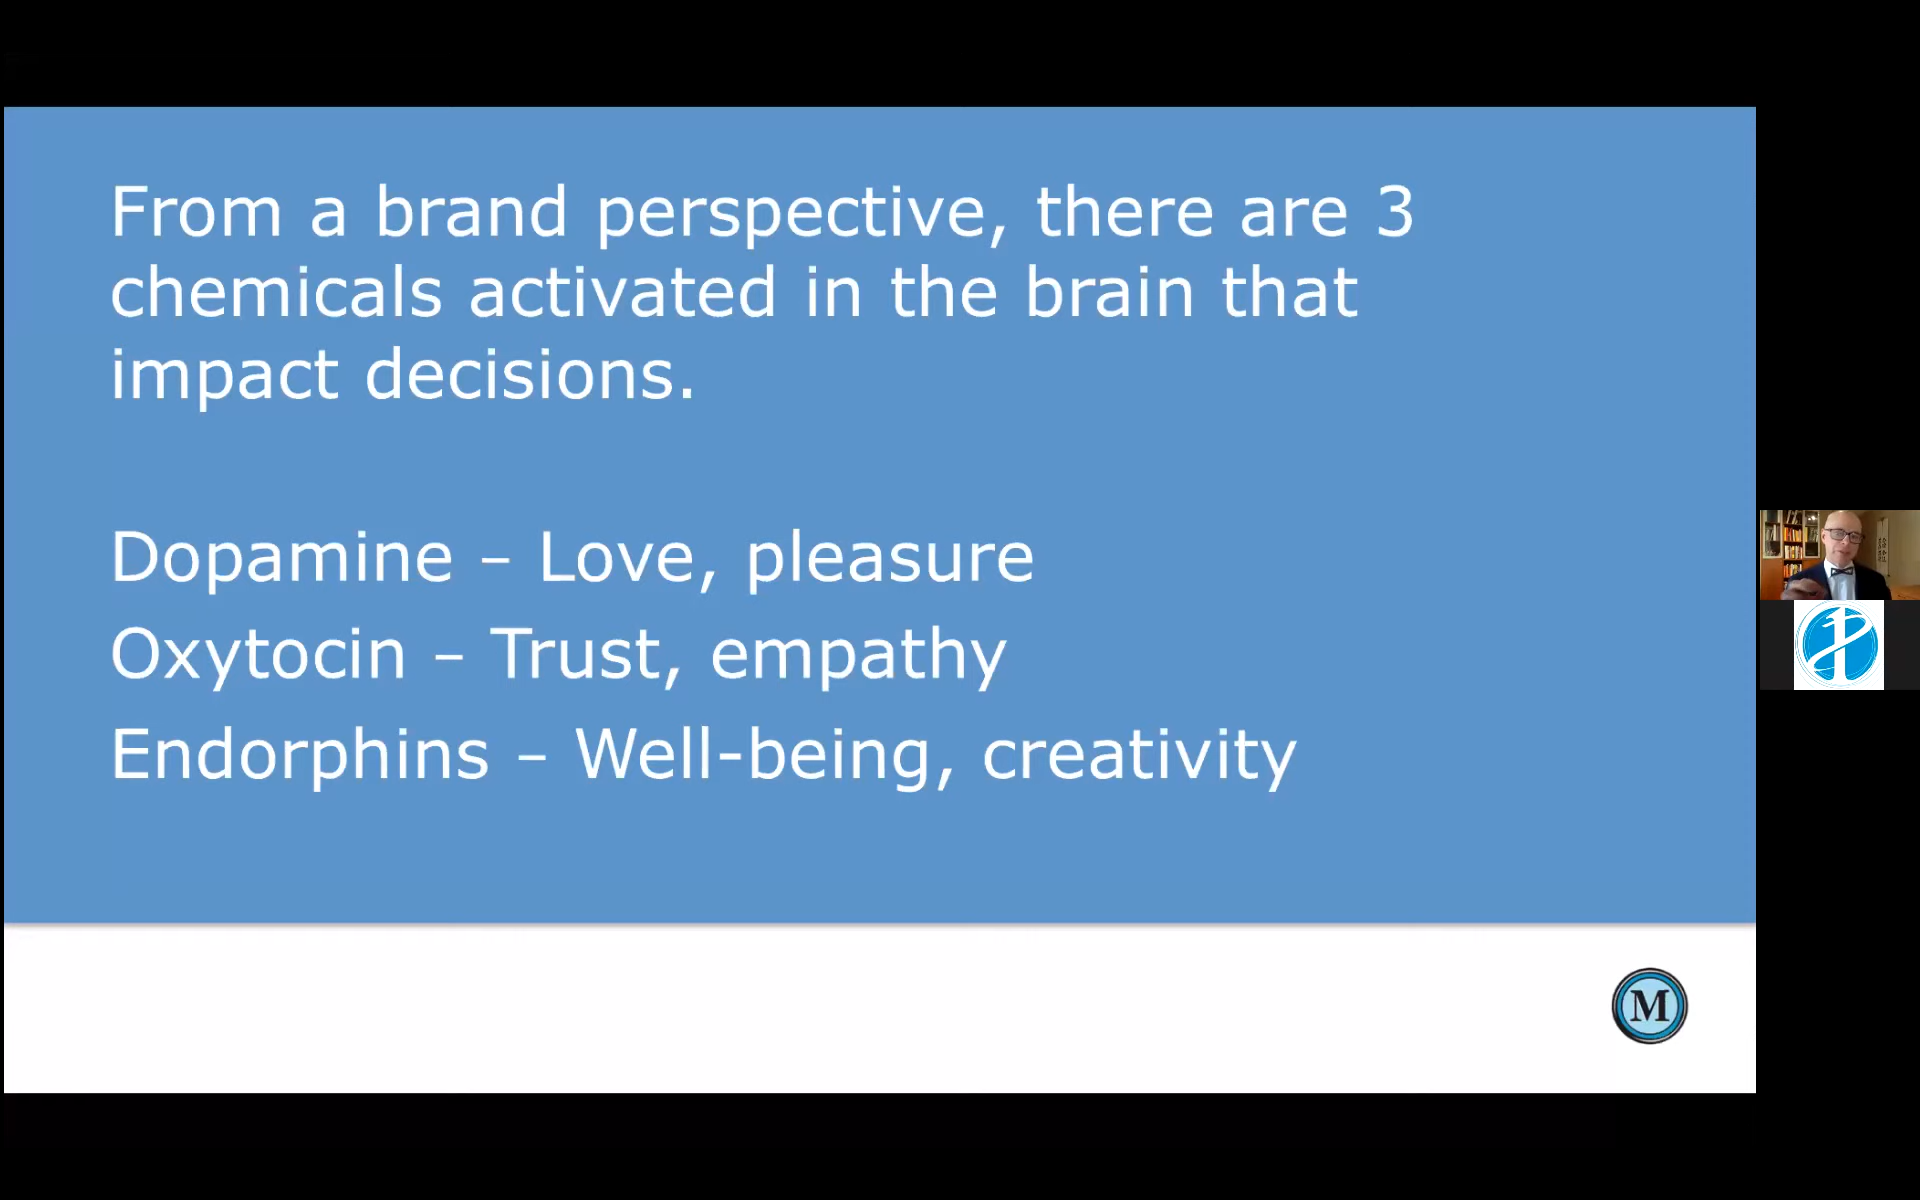 From a brand perspective, there are 3
chemicals activated in the brain that
impact decisions.
Dopamine – Love, pleasure
Oxytocin – Trust, empathy
Endorphins – Well-being, creativity
M